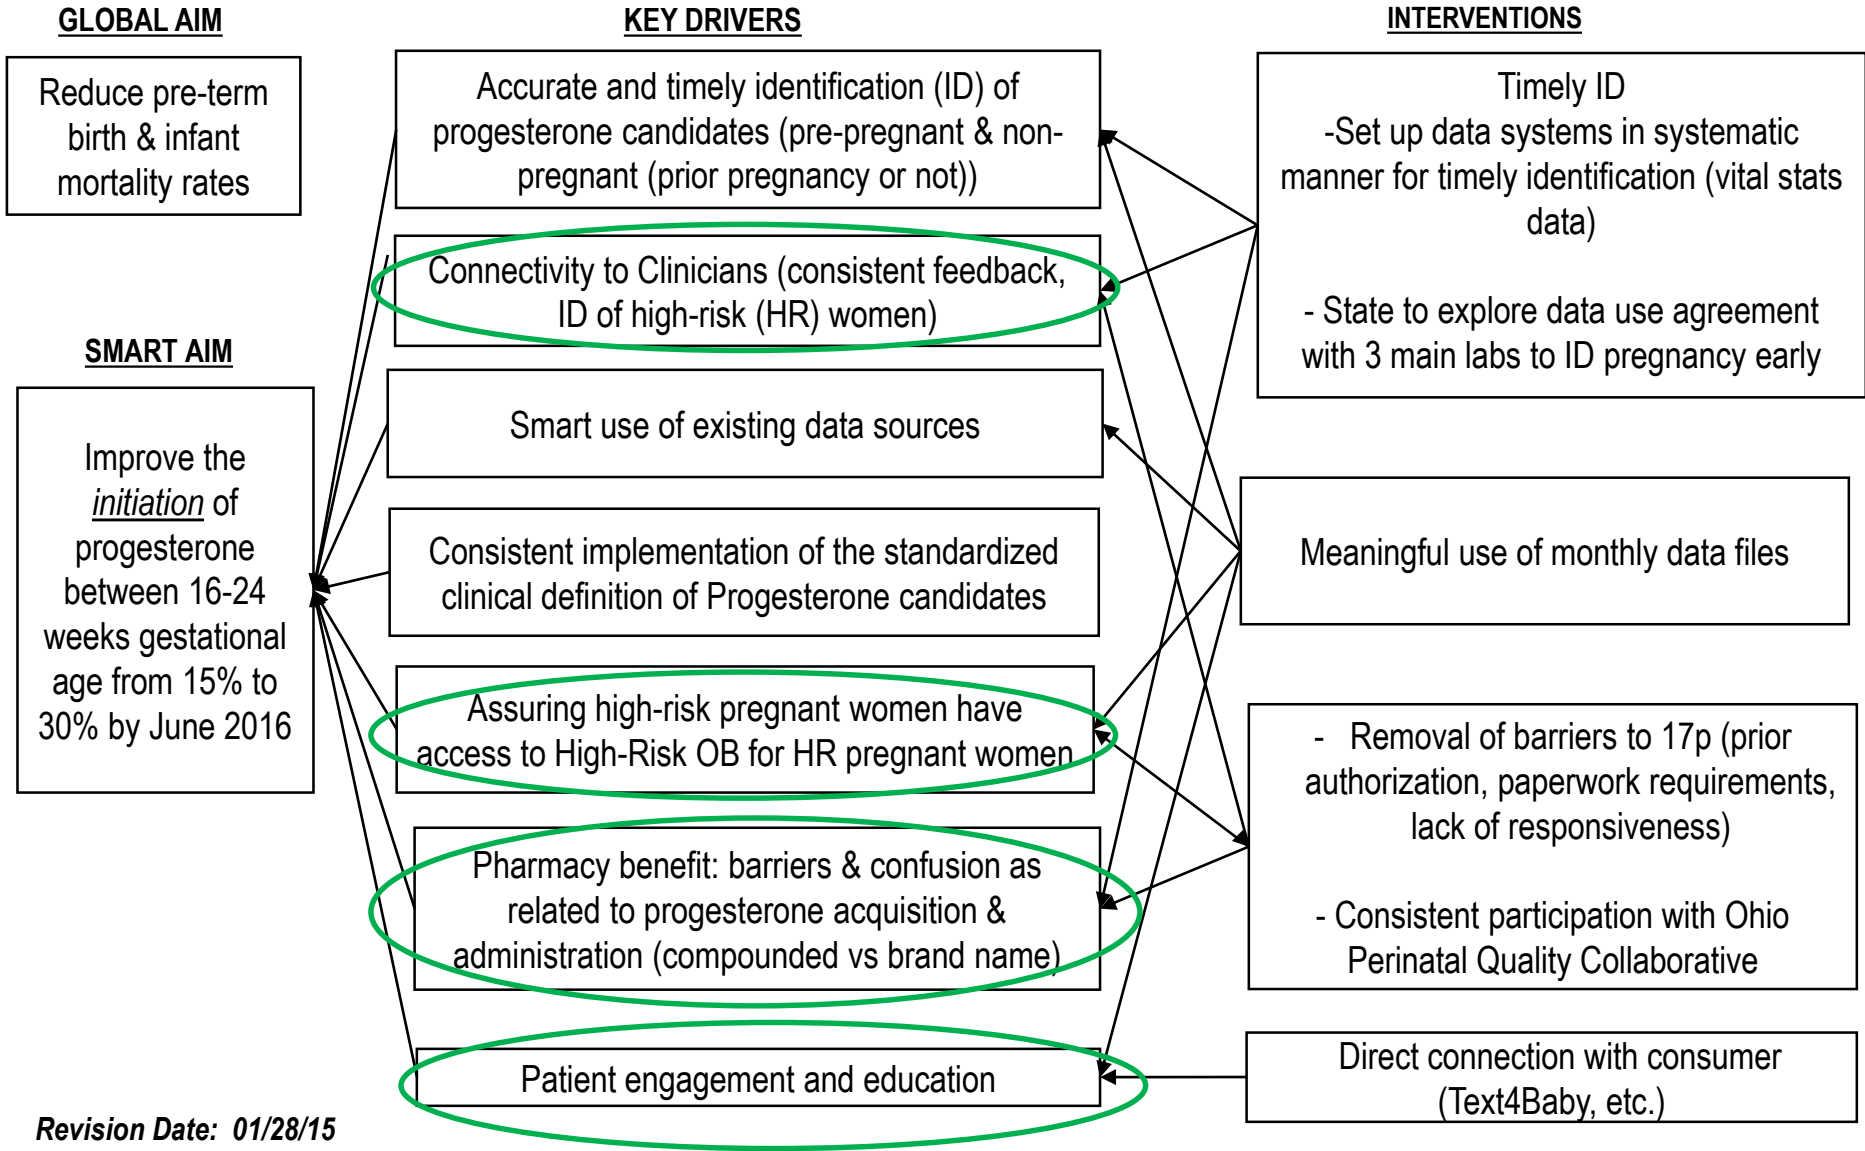 GLOBAL AIM
Reduce pre-term
birth & infant
mortality rates
SMART AIM
Improve the
initiation of
progesterone
between 16-24
weeks gestational
age from 15% to
30% by June 2016
KEY DRIVERS
Accurate and timely identification (ID) of
progesterone candidates (pre-pregnant & non-
pregnant (prior pregnancy or not))
Connectivity to Clinicians (consistent feedback,
ID of high-risk (HR) women)
Smart use of existing data sources
Consistent implementation of the standardized
clinical definition of Progesterone candidates
Assuring high-risk pregnant women have
access to High-Risk OB for HR pregnant women
Pharmacy benefit: barriers & confusion as
related to progesterone acquisition &
administration (compounded vs brand name)
Patient engagement and education
INTERVENTIONS
Timely ID
-Set up data systems in systematic
manner for timely identification (vital stats
data)
- State to explore data use agreement
with 3 main labs to ID pregnancy early
Meaningful use of monthly data files
- Removal of barriers to 17p (prior
authorization, paperwork requirements,
lack of responsiveness)
- Consistent participation with Ohio
Perinatal Quality Collaborative
Direct connection with consumer
(Text4Baby, etc.)
Revision Date: 01/28/15